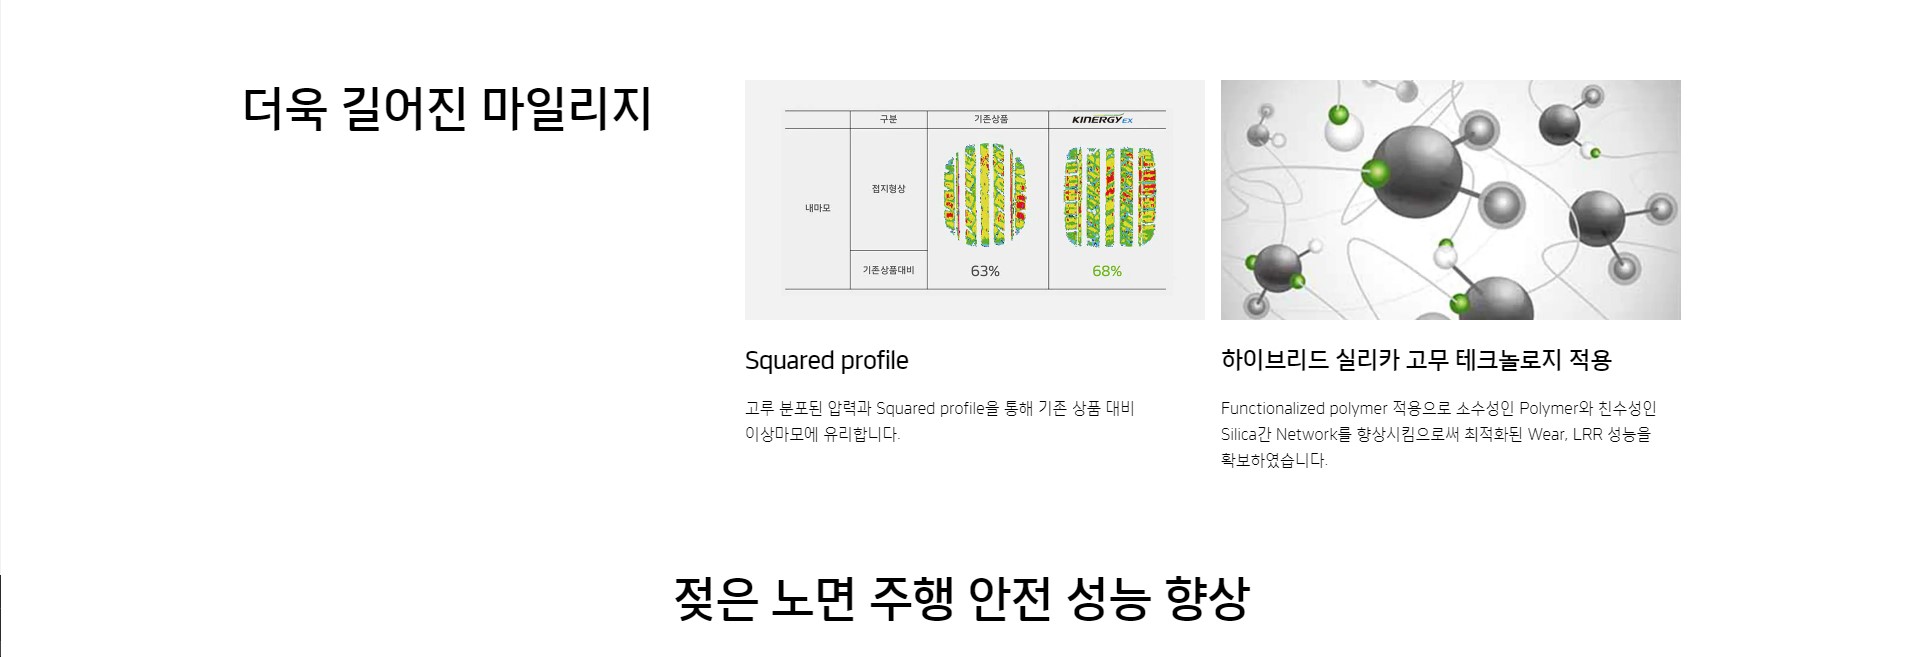 더욱 길어진 마일리지
구분 기존상품 KINERGY EX
내마모 접지형상
기존상품대비 63% 68%
Squared profile
고루 분포된 압력과 Squared profile을 통해 기존 상품 대비
이상마모에 유리합니다.
하이브리드 실리카 고무 테크놀로지 적용
Functionalized polymer 적용으로 소수성인 Polymer와 친수성인
Silica간 Network를 향상시킴으로써 최적화된 Wear, LRR 성능을
확보하였습니다.
젖은 노면 주행 안전 성능 향상